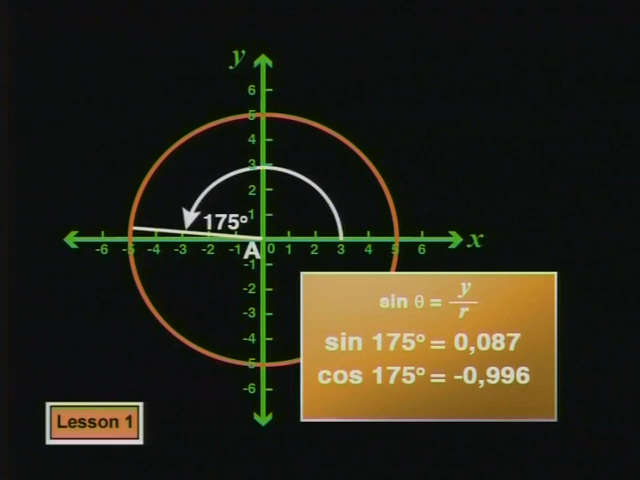 y
6
5
3
2
1
175°
-6 -5 -4 -3 -2 -1 0 1 2 3 4 5 6 x
A
-1
-2
-3
-4
-5
-6
sin θ = y/r
sin 175° = 0,087
cos 175° = -0,996
Lesson 1